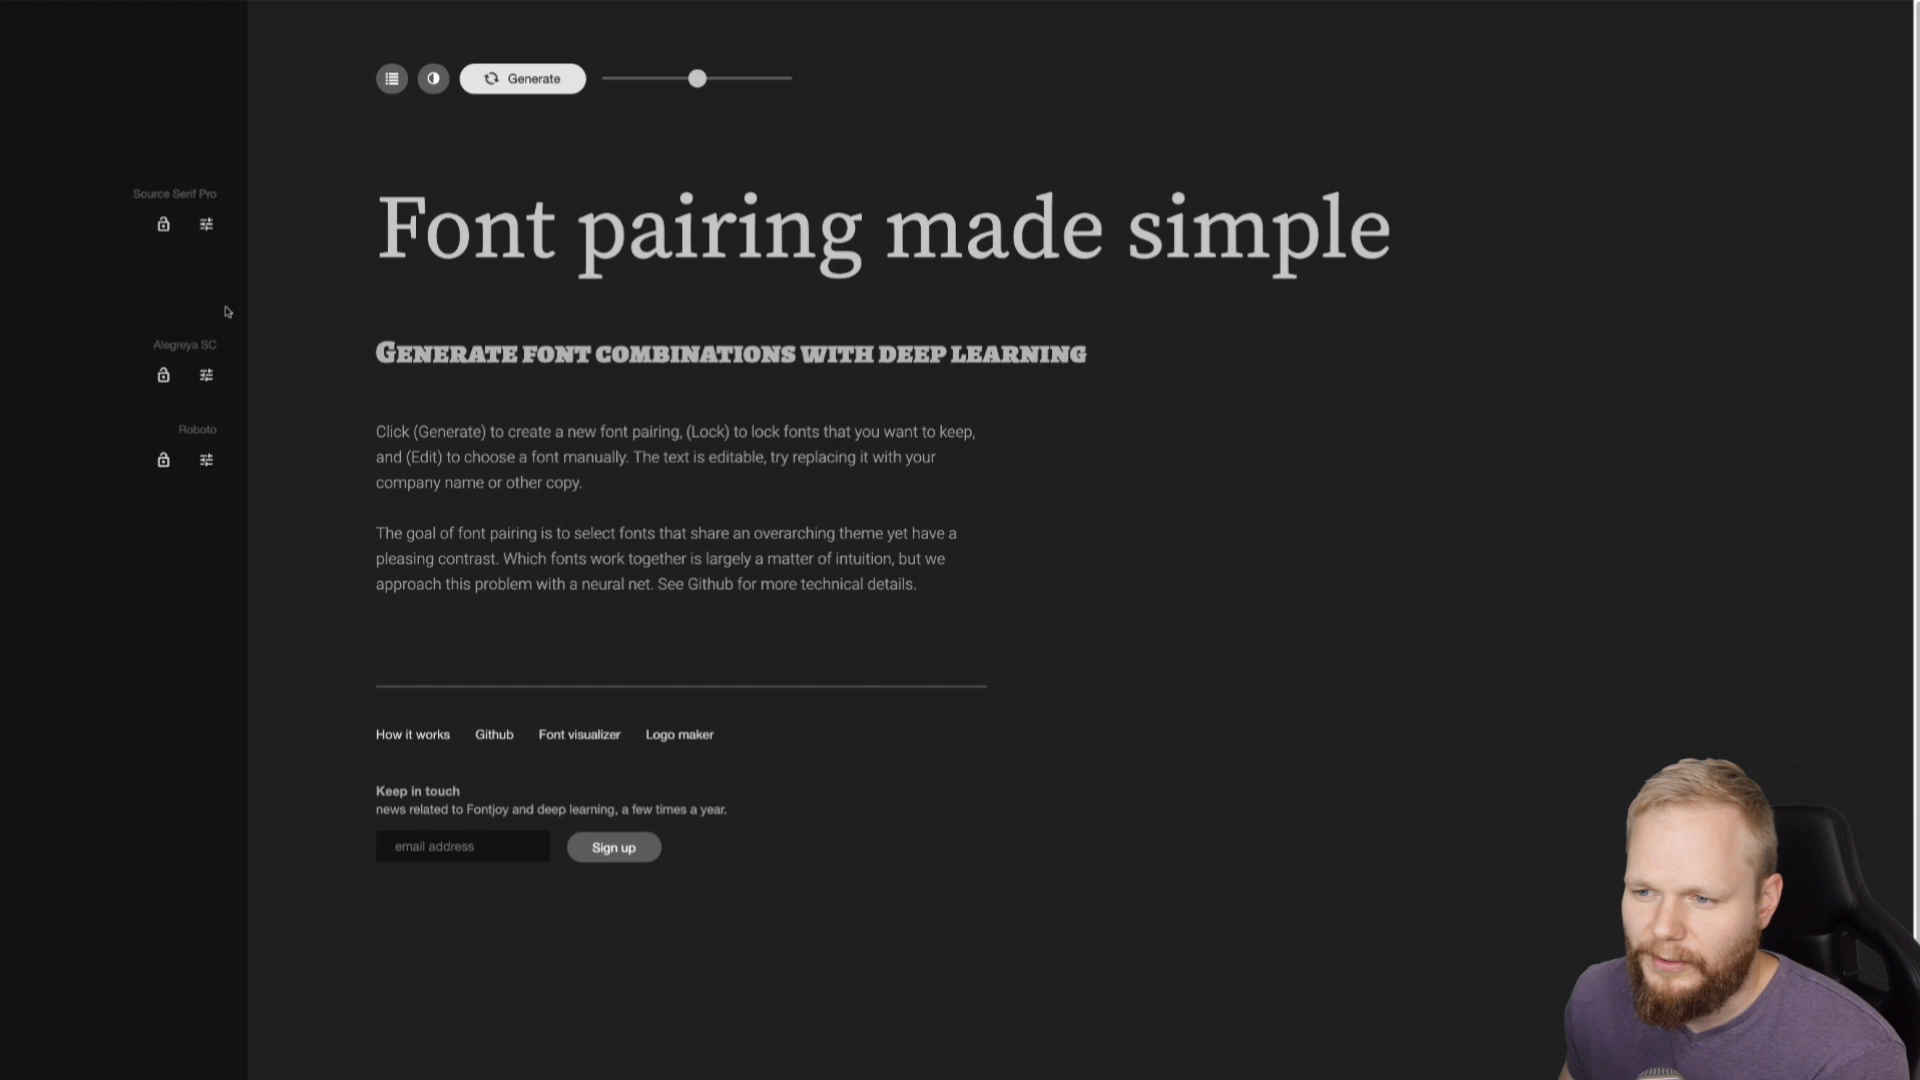 Generate
Source Serif Pro
Font pairing made simple
Alegreya SC
Generate font combinations with deep learning
Roboto
Click (Generate) to create a new font pairing, (Lock) to lock fonts that you want to keep,
and (Edit) to choose a font manually. The text is editable, try replacing it with your
company name or other copy.
The goal of font pairing is to select fonts that share an overarching theme yet have a
pleasing contrast. Which fonts work together is largely a matter of intuition, but we
approach this problem with a neural net. See Github for more technical details.
How it works Github Font visualizer Logo maker
Keep in touch
news related to Fontjoy and deep learning, a few times a year.
email address Sign up